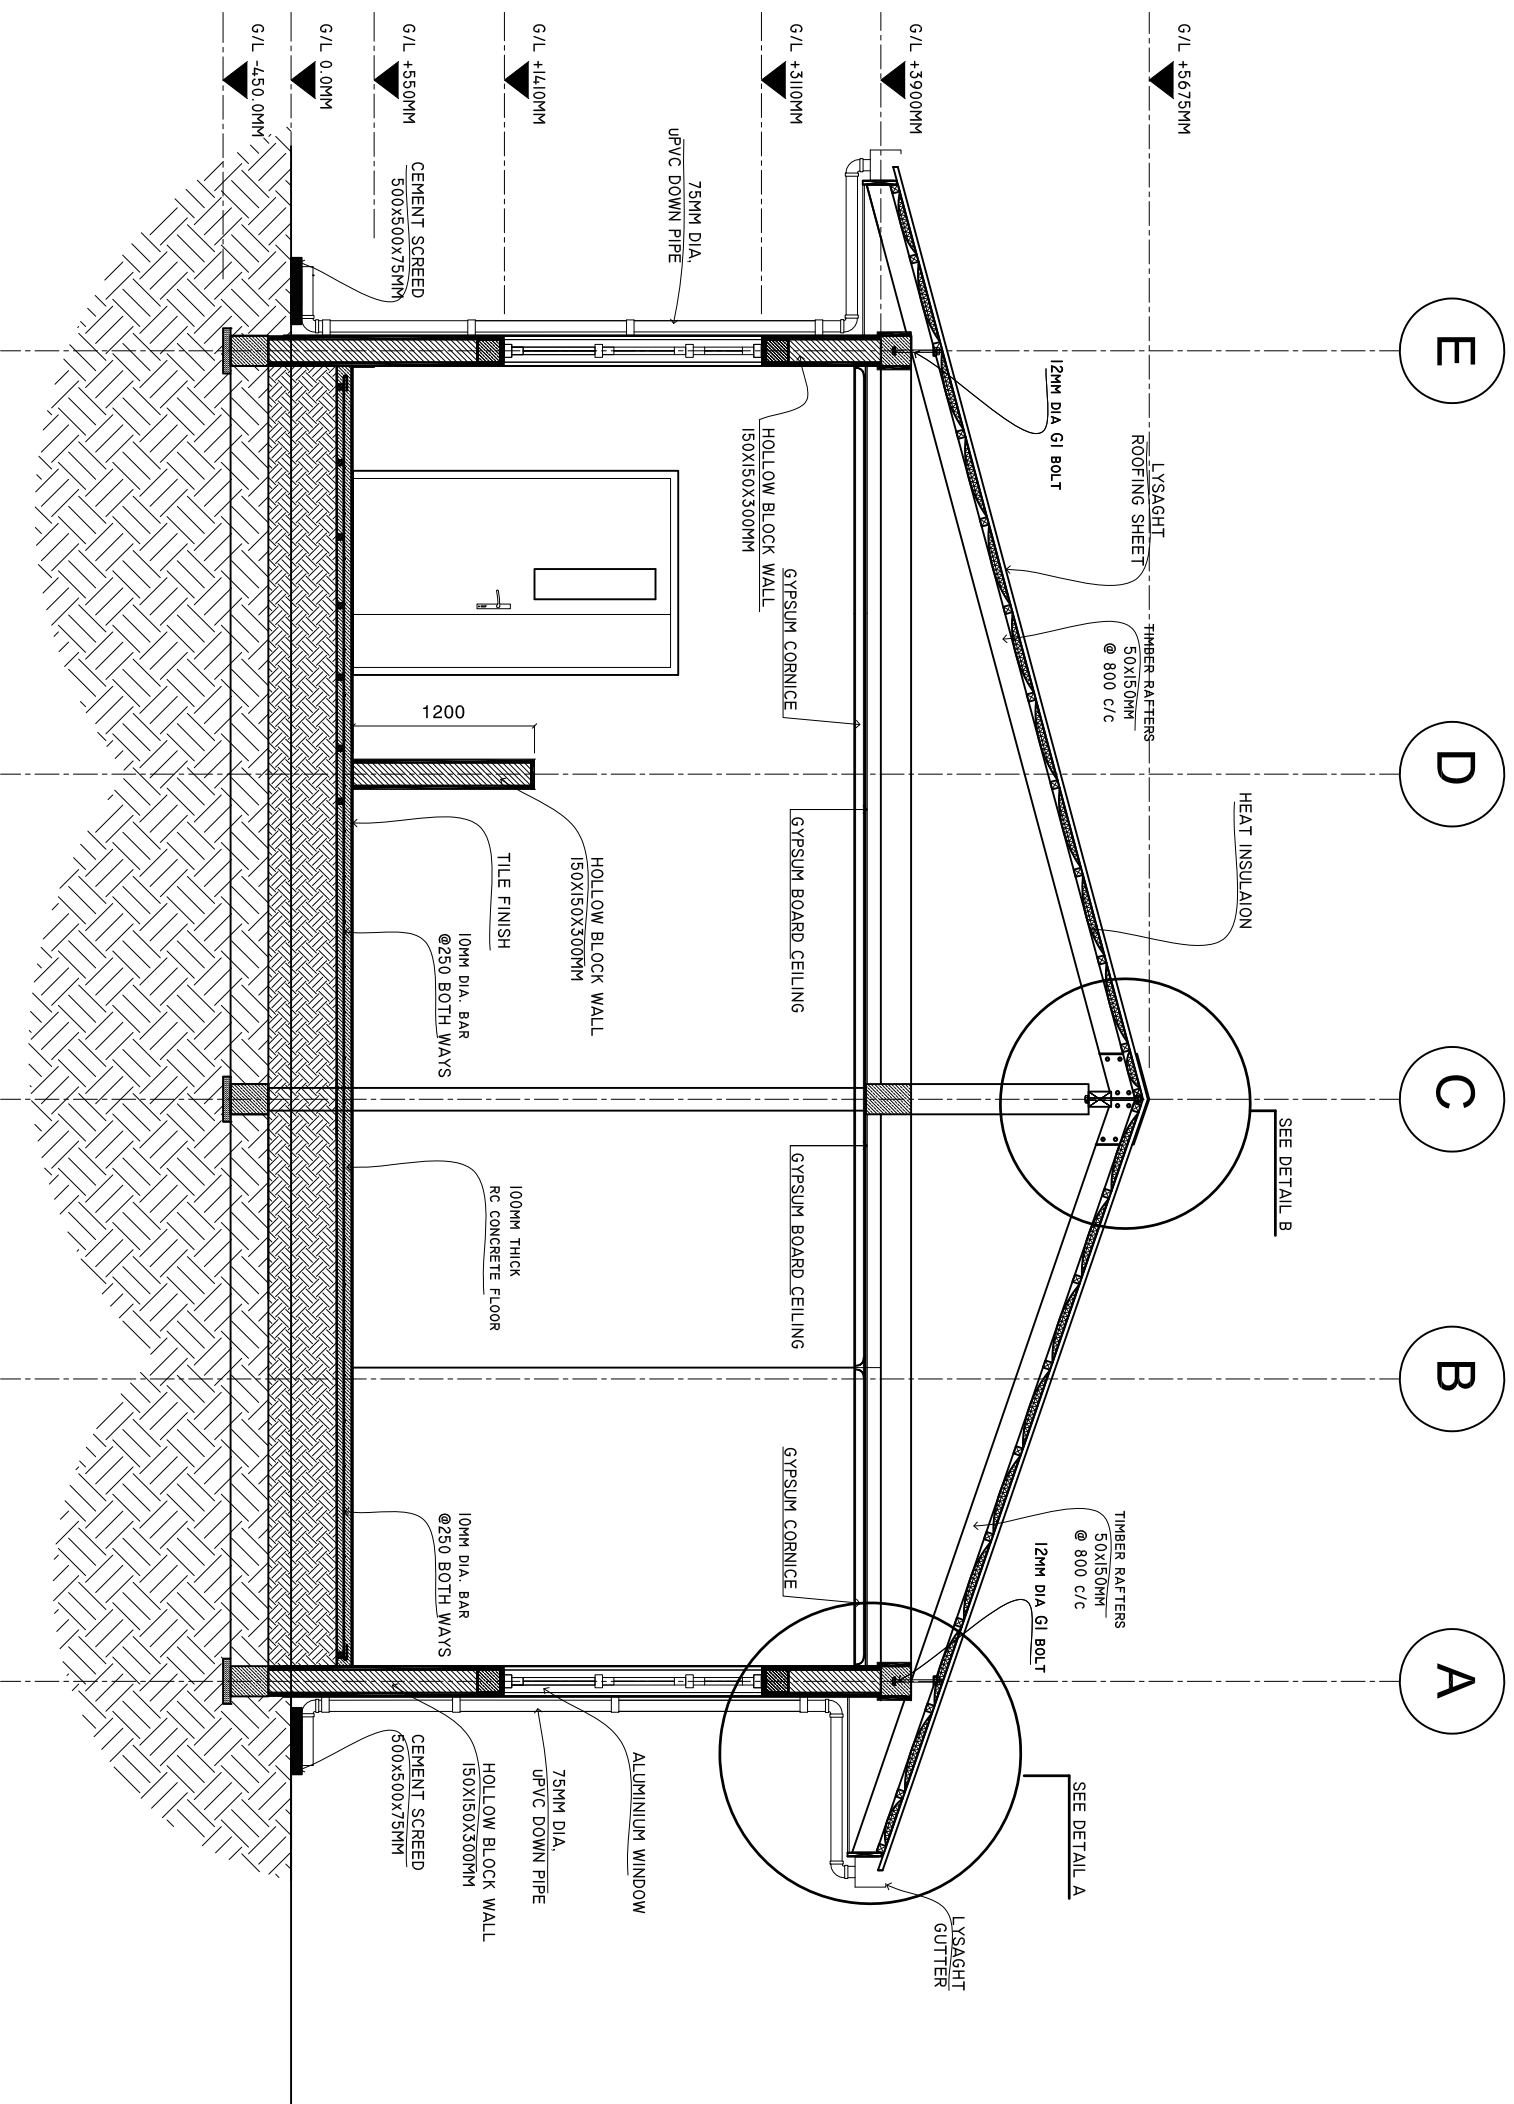 E
D
C
B
A
G/L +5675MM
G/L +3900MM
G/L +3110MM
G/L +1410MM
G/L +550MM
G/L 0.0MM
G/L -450.0MM
HEAT INSULAION
SEE DETAIL B
LYSAGHT
ROOFING SHEET
TIMBER RAFTERS
50x150MM
@ 800 C/C
12MM DIA GI BOLT
TIMBER RAFTERS
50x150MM
@ 800 C/C
12MM DIA GI BOLT
SEE DETAIL A
LYSAGHT
GUTTER
75MM DIA,
uPVC DOWN PIPE
HOLLOW BLOCK WALL
150X150X300MM
GYPSUM CORNICE
GYPSUM BOARD CEILING
GYPSUM BOARD CEILING
GYPSUM CORNICE
ALUMINIUM WINDOW
75MM DIA,
uPVC DOWN PIPE
HOLLOW BLOCK WALL
150X150X300MM
CEMENT SCREED
500x500x75MM
1200
HOLLOW BLOCK WALL
150X150X300MM
TILE FINISH
10MM DIA. BAR
@250 BOTH WAYS
100MM THICK
RC CONCRETE FLOOR
10MM DIA. BAR
@250 BOTH WAYS
CEMENT SCREED
500x500x75MM